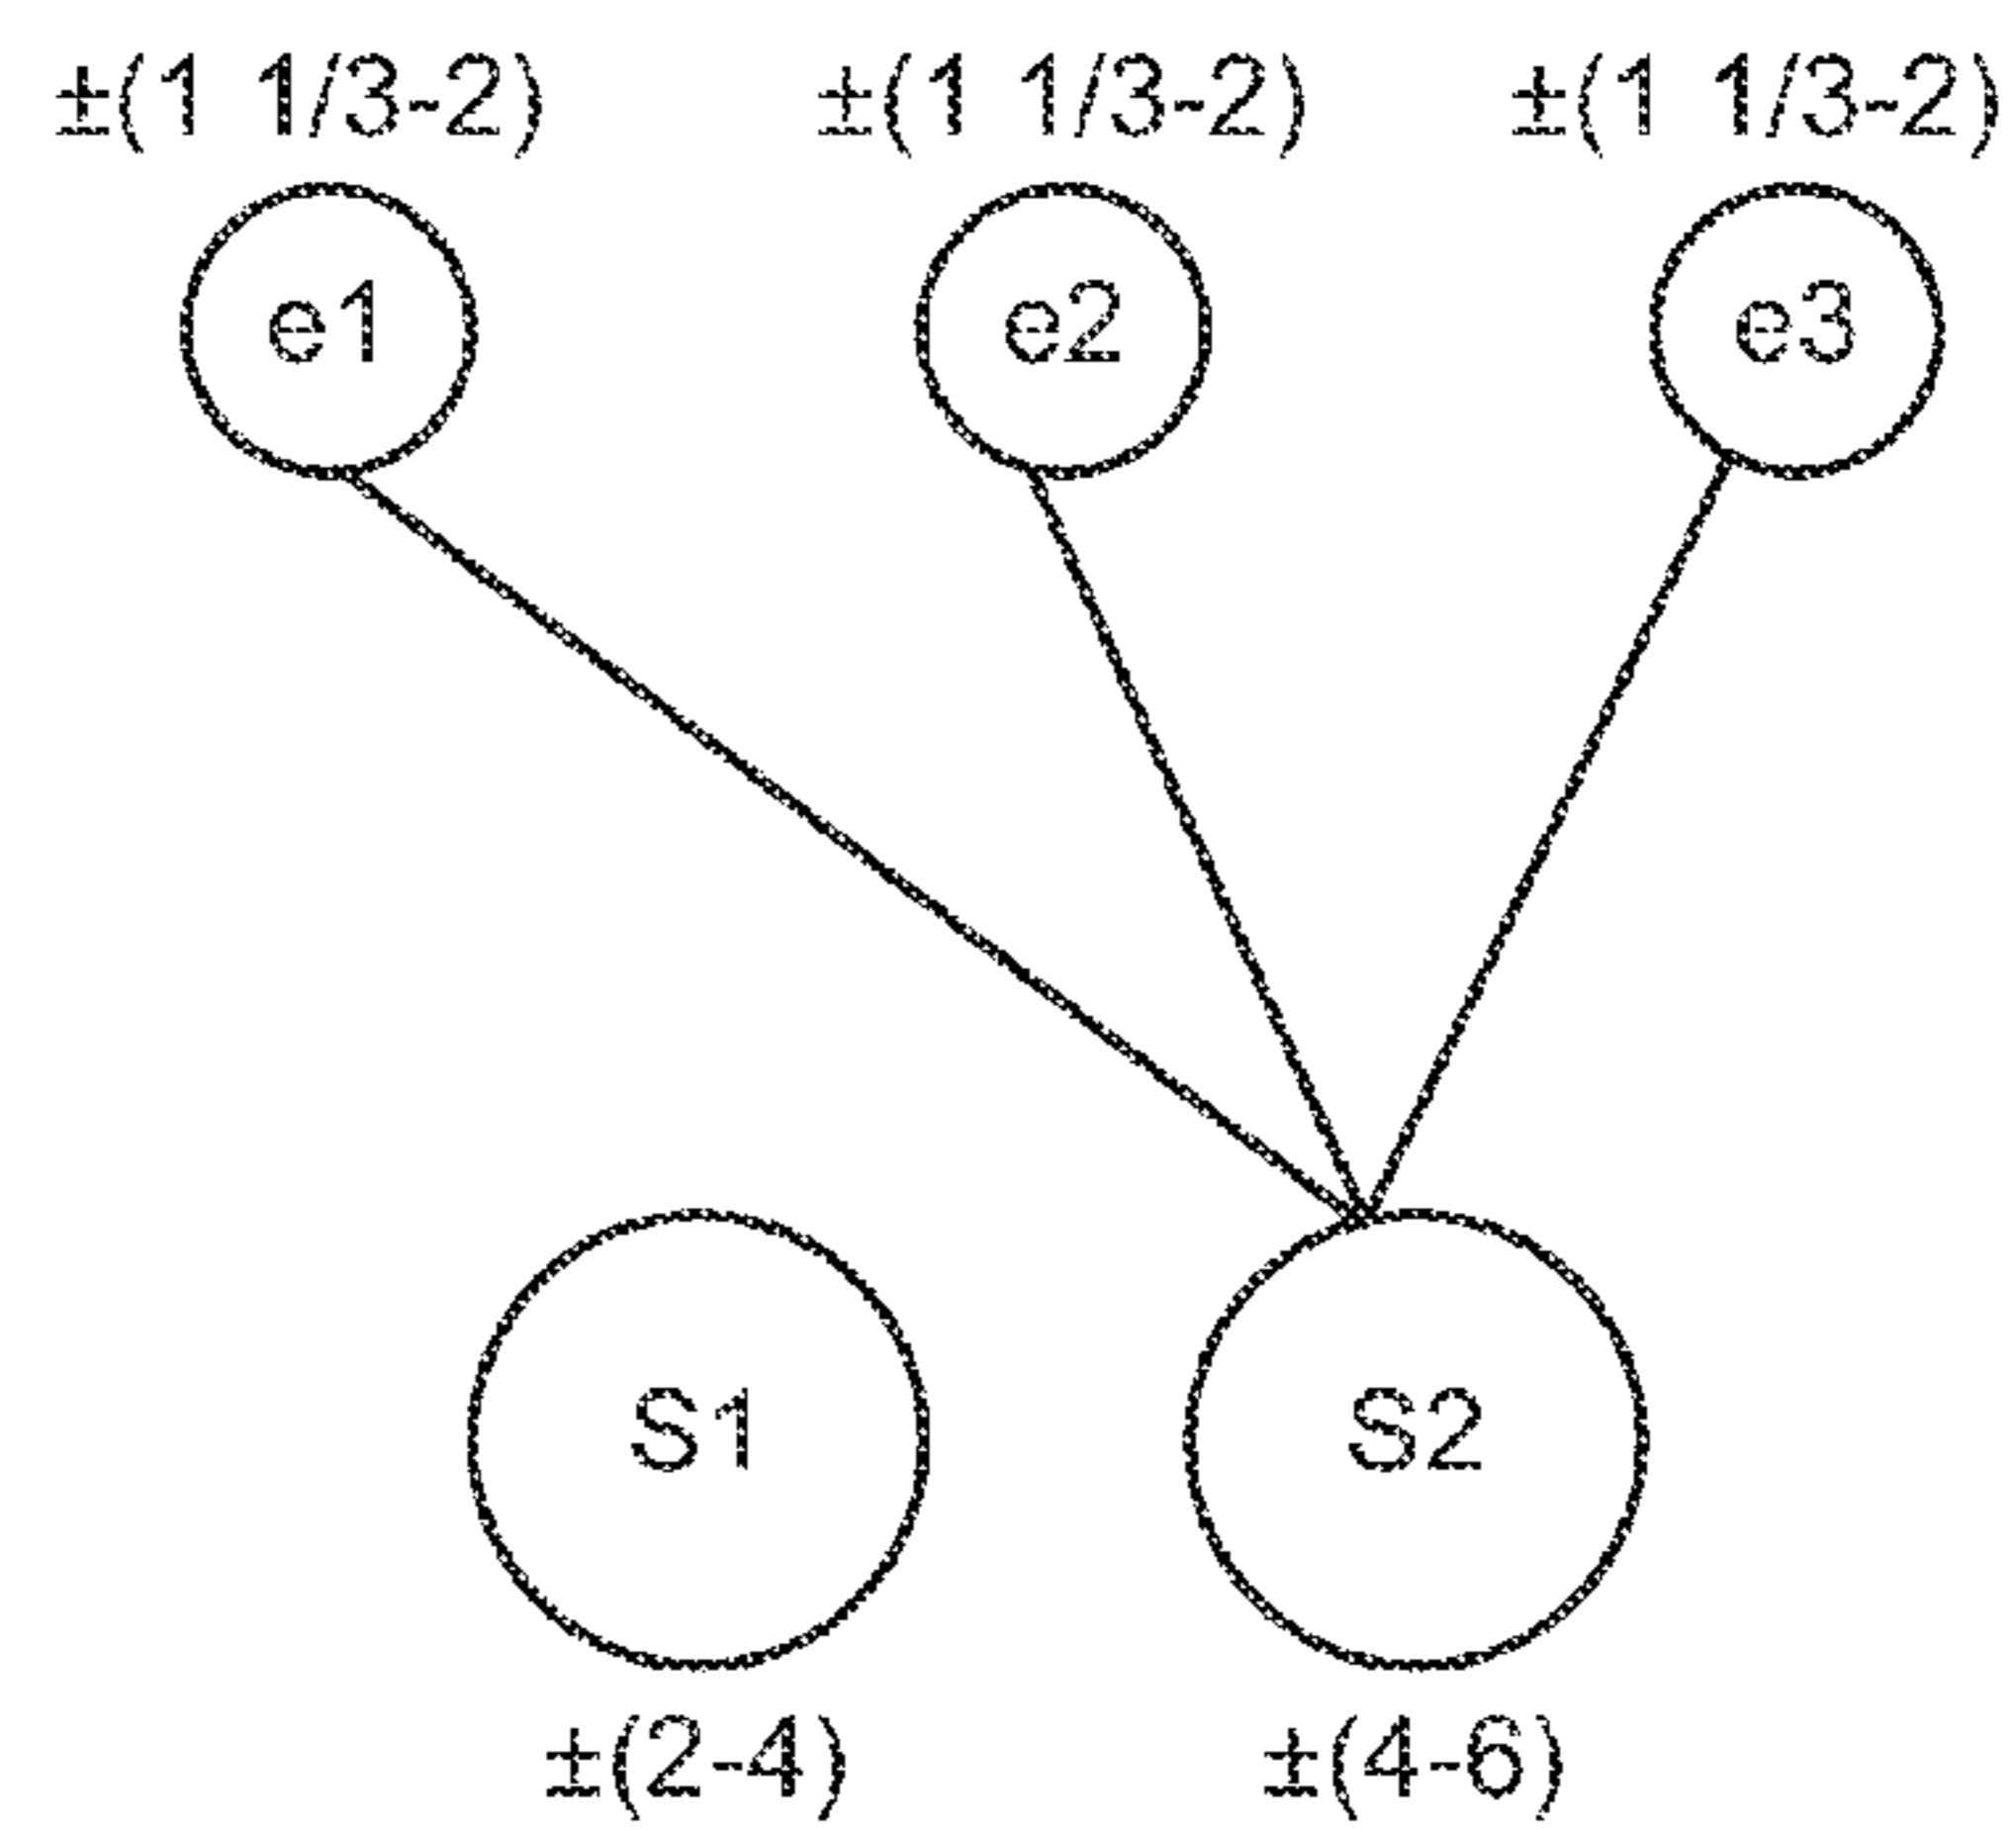 ±(1 1/3-2) ±(1 1/3-2) ±(1 1/3-2)
e1 e2 e3
S1 S2
±(2-4) ±(4-6)